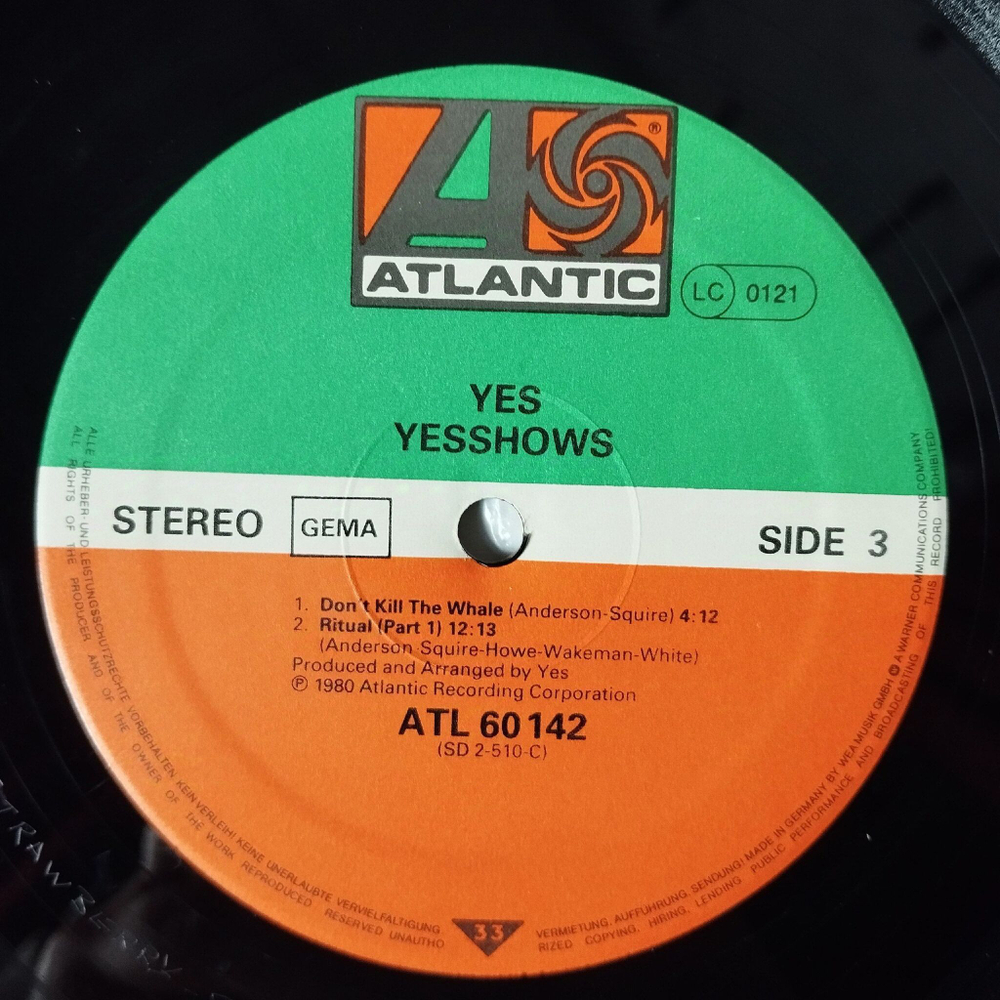 ®
ATLANTIC
LC 0121
YES
YESSHOWS
STEREO GEMA SIDE 3
1. Don't Kill The Whale (Anderson-Squire) 4:12
2. Ritual (Part 1) 12:13
(Anderson Squire-Howe-Wakeman-White)
Produced and Arranged by Yes
℗ 1980 Atlantic Recording Corporation
ATL 60 142
(SD 2-510-C)
ALLE URHEBER-UND LEISTUNGSSCHUTZRECHTE VORBEHALTEN KEIN VERLEIH! KEINE UNERLAUBTE VERVIELFÄLTIGUNG, VERMIETUNG, AUFFÜHRUNG, SENDUNG! MADE IN GERMANY BY WEA MUSIK GMBH A WARNER COMMUNICATIONS COMPANY
ALL RIGHTS OF THE PRODUCER AND OF THE OWNER OF THE WORK REPRODUCED RESERVED UNAUTHORIZED COPYING, HIRING, LENDING PUBLIC PERFORMANCE AND BROADCASTING OF THIS RECORD PROHIBITED!
33
TRAWBERRY